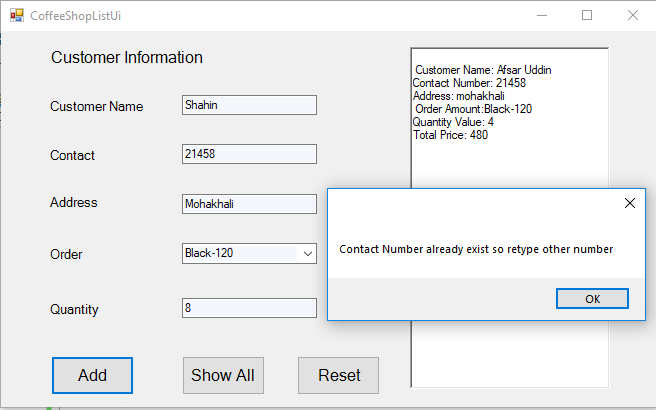 CoffeeShopListUi
Customer Information
Customer Name
Shahin
Contact
21458
Address
Mohakhali
Order
Black-120
Quantity
8
Add
Show All
Reset
Customer Name: Afsar Uddin
Contact Number: 21458
Address: mohakhali
Order Amount:Black-120
Quantity Value: 4
Total Price: 480
Contact Number already exist so retype other number
OK